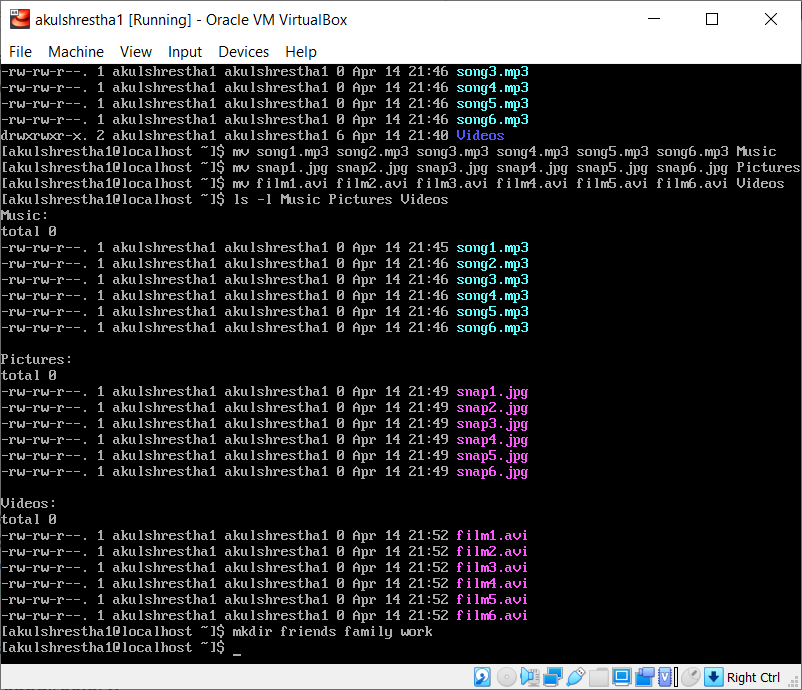 akulshrestha1 [Running] - Oracle VM VirtualBox
File Machine View Input Devices Help
-rw-rw-r--. 1 akulshrestha1 akulshrestha1 0 Apr 14 21:46 song3.mp3
-rw-rw-r--. 1 akulshrestha1 akulshrestha1 0 Apr 14 21:46 song4.mp3
-rw-rw-r--. 1 akulshrestha1 akulshrestha1 0 Apr 14 21:46 song5.mp3
-rw-rw-r--. 1 akulshrestha1 akulshrestha1 0 Apr 14 21:46 song6.mp3
drwxrwxr-x. 2 akulshrestha1 akulshrestha1 6 Apr 14 21:40 Videos
[akulshrestha1@localhost ~]$ mv song1.mp3 song2.mp3 song3.mp3 song4.mp3 song5.mp3 song6.mp3 Music
[akulshrestha1@localhost ~]$ mv snap1.jpg snap2.jpg snap3.jpg snap4.jpg snap5.jpg snap6.jpg Pictures
[akulshrestha1@localhost ~]$ mv film1.avi film2.avi film3.avi film4.avi film5.avi film6.avi Videos
[akulshrestha1@localhost ~]$ ls -l Music Pictures Videos
Music:
total 0
-rw-rw-r--. 1 akulshrestha1 akulshrestha1 0 Apr 14 21:45 song1.mp3
-rw-rw-r--. 1 akulshrestha1 akulshrestha1 0 Apr 14 21:46 song2.mp3
-rw-rw-r--. 1 akulshrestha1 akulshrestha1 0 Apr 14 21:46 song3.mp3
-rw-rw-r--. 1 akulshrestha1 akulshrestha1 0 Apr 14 21:46 song4.mp3
-rw-rw-r--. 1 akulshrestha1 akulshrestha1 0 Apr 14 21:46 song5.mp3
-rw-rw-r--. 1 akulshrestha1 akulshrestha1 0 Apr 14 21:46 song6.mp3
Pictures:
total 0
-rw-rw-r--. 1 akulshrestha1 akulshrestha1 0 Apr 14 21:49 snap1.jpg
-rw-rw-r--. 1 akulshrestha1 akulshrestha1 0 Apr 14 21:49 snap2.jpg
-rw-rw-r--. 1 akulshrestha1 akulshrestha1 0 Apr 14 21:49 snap3.jpg
-rw-rw-r--. 1 akulshrestha1 akulshrestha1 0 Apr 14 21:49 snap4.jpg
-rw-rw-r--. 1 akulshrestha1 akulshrestha1 0 Apr 14 21:49 snap5.jpg
-rw-rw-r--. 1 akulshrestha1 akulshrestha1 0 Apr 14 21:49 snap6.jpg
Videos:
total 0
-rw-rw-r--. 1 akulshrestha1 akulshrestha1 0 Apr 14 21:52 film1.avi
-rw-rw-r--. 1 akulshrestha1 akulshrestha1 0 Apr 14 21:52 film2.avi
-rw-rw-r--. 1 akulshrestha1 akulshrestha1 0 Apr 14 21:52 film3.avi
-rw-rw-r--. 1 akulshrestha1 akulshrestha1 0 Apr 14 21:52 film4.avi
-rw-rw-r--. 1 akulshrestha1 akulshrestha1 0 Apr 14 21:52 film5.avi
-rw-rw-r--. 1 akulshrestha1 akulshrestha1 0 Apr 14 21:52 film6.avi
[akulshrestha1@localhost ~]$ mkdir friends family work
[akulshrestha1@localhost ~]$ _
Right Ctrl